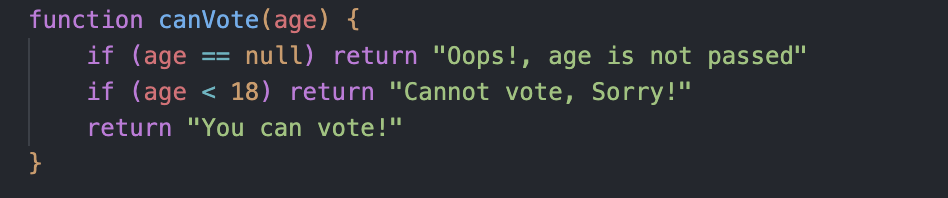 function canVote(age) {
    if (age == null) return "Oops!, age is not passed"
    if (age < 18) return "Cannot vote, Sorry!"
    return "You can vote!"
}